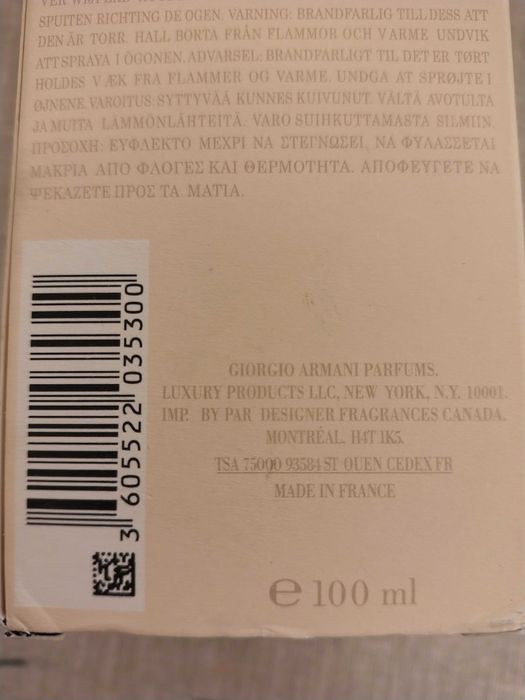 SPUITEN RICHTING DE OGEN. VARNING: BRANDFARLIG TILL DESS ATT
DEN ÄR TORR. HÅLL BORTA FRÅN FLAMMOR OCH VÄRME UNDVIK
ATT SPRAYA I ÖGONEN. ADVARSEL: BRANDFARLIGT TIL DET ER TØRT
HOLDES VÆK FRA FLAMMER OG VARME. UNDGÅ AT SPRØJTE I
ØJNENE. VAROITUS: SYTTYVÄÄ KUNNES KUIVUNUT. VÄLTÄ AVOTULTA
JA MUITA LÄMMÖNLÄHTEITÄ. VARO SUIHKUTTAMASTA SILMIIN.
ΠΡΟΣΟΧΗ: ΕΥΦΛΕΚΤΟ ΜΕΧΡΙ ΝΑ ΣΤΕΓΝΩΣΕΙ. ΝΑ ΦΥΛΑΣΣΕΤΑΙ
ΜΑΚΡΙΑ ΑΠΟ ΦΛΟΓΕΣ ΚΑΙ ΘΕΡΜΟΤΗΤΑ. ΑΠΟΦΕΥΓΕΤΕ ΝΑ
ΨΕΚΑΖΕΤΕ ΠΡΟΣ ΤΑ ΜΑΤΙΑ.
3 605522 035300
GIORGIO ARMANI PARFUMS.
LUXURY PRODUCTS LLC, NEW YORK, N.Y. 10001.
IMP. BY PAR DESIGNER FRAGRANCES CANADA.
MONTRÉAL. H4T 1K5.
TSA 75000 93584 ST OUEN CEDEX FR
MADE IN FRANCE
e 100 ml